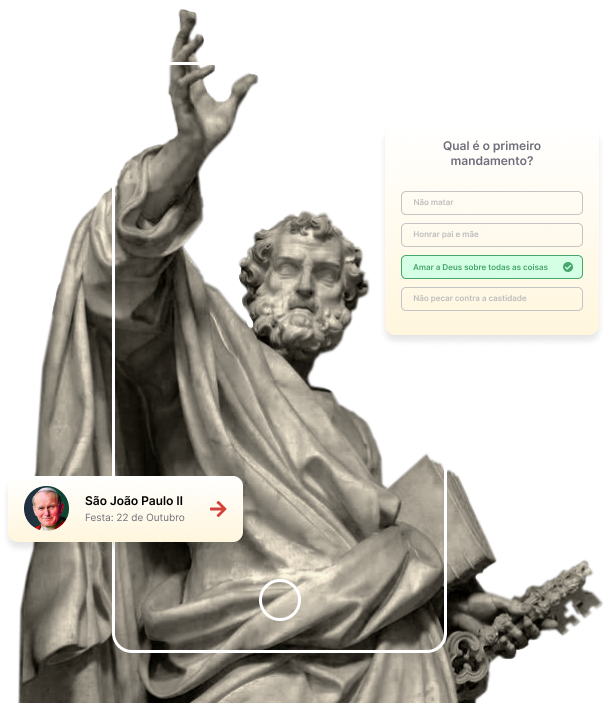 Qual é o primeiro
mandamento?
Não matar
Honrar pai e mãe
Amar a Deus sobre todas as coisas
Não pecar contra a castidade
São João Paulo II
Festa: 22 de Outubro